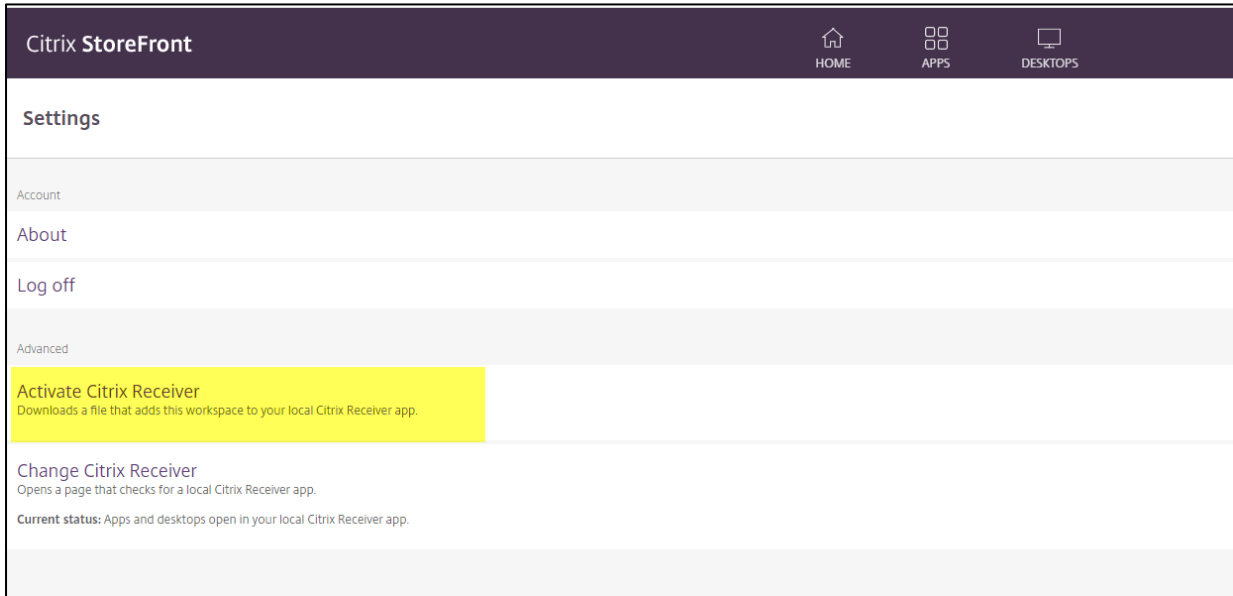 Citrix StoreFront
HOME
APPS
DESKTOPS
Settings
Account
About
Log off
Advanced
Activate Citrix Receiver
Downloads a file that adds this workspace to your local Citrix Receiver app.
Change Citrix Receiver
Opens a page that checks for a local Citrix Receiver app.
Current status: Apps and desktops open in your local Citrix Receiver app.